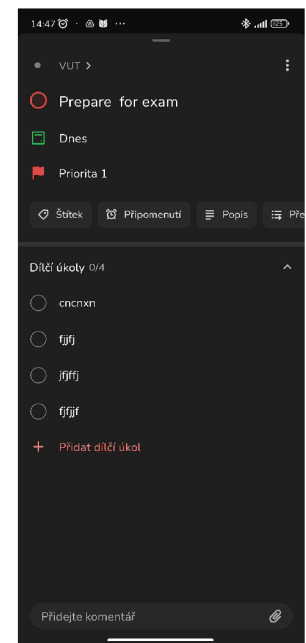 14:47
VUT >
Prepare for exam
Dnes
Priorita 1
Štítek Připomenutí Popis Pře
Dílčí úkoly 0/4
cncnxn
fjjfj
jfjffj
fjfjjf
+ Přidat dílčí úkol
Přidejte komentář